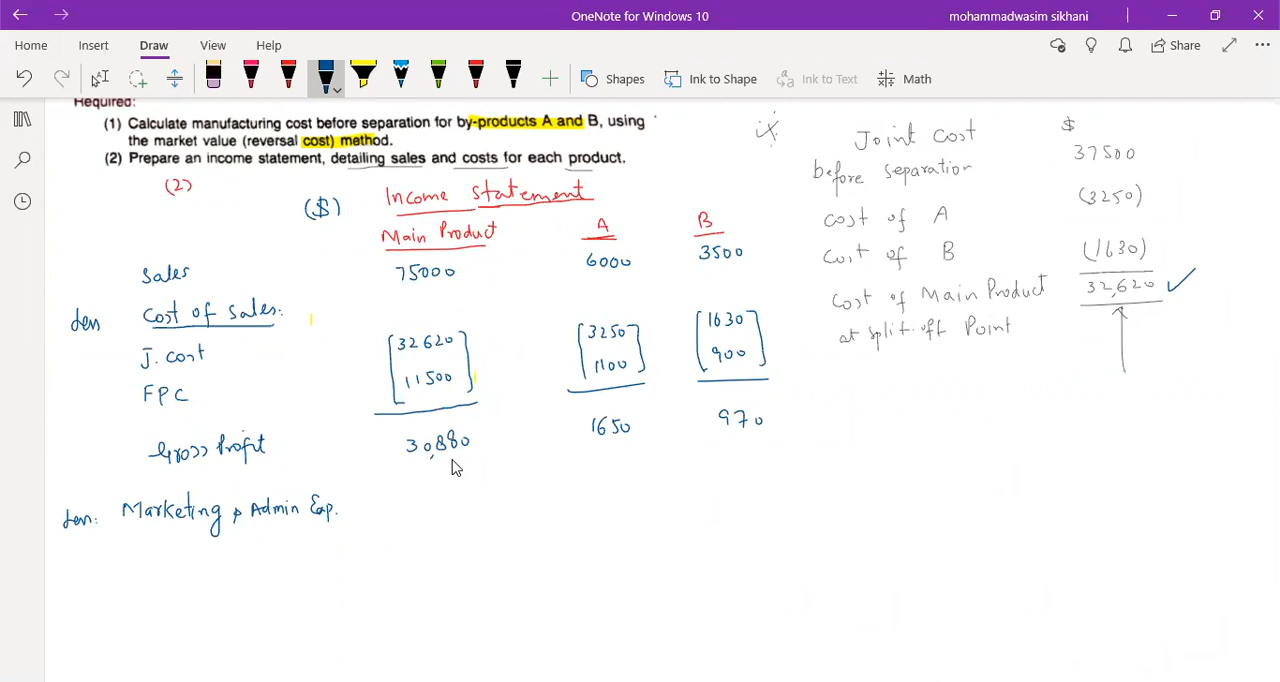 OneNote for Windows 10
mohammadwasim sikhani
Home Insert Draw View Help
Share
Shapes Ink to Shape Ink to Text Math
Required:
(1) Calculate manufacturing cost before separation for by-products A and B, using
the market value (reversal cost) method.
(2) Prepare an income statement, detailing sales and costs for each product.
(2)
($) Income Statement
Main Product A B
Sales 75000 6000 3500
Less Cost of Sales:
J. Cost 32620 3250 1630
FPC 11500 1100 900
Gross Profit 30,880 1650 970
Less: Marketing & Admin Exp.
$
Joint Cost 37500
before separation
Cost of A (3250)
Cost of B (1630)
Cost of Main Product 32,620
at split-off Point